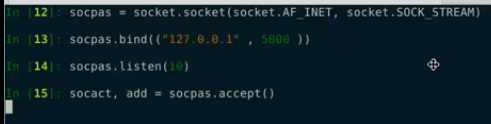 In [12]: socpas = socket.socket(socket.AF_INET, socket.SOCK_STREAM)
In [13]: socpas.bind(("127.0.0.1" , 5000 ))
In [14]: socpas.listen(10)
In [15]: socact, add = socpas.accept()